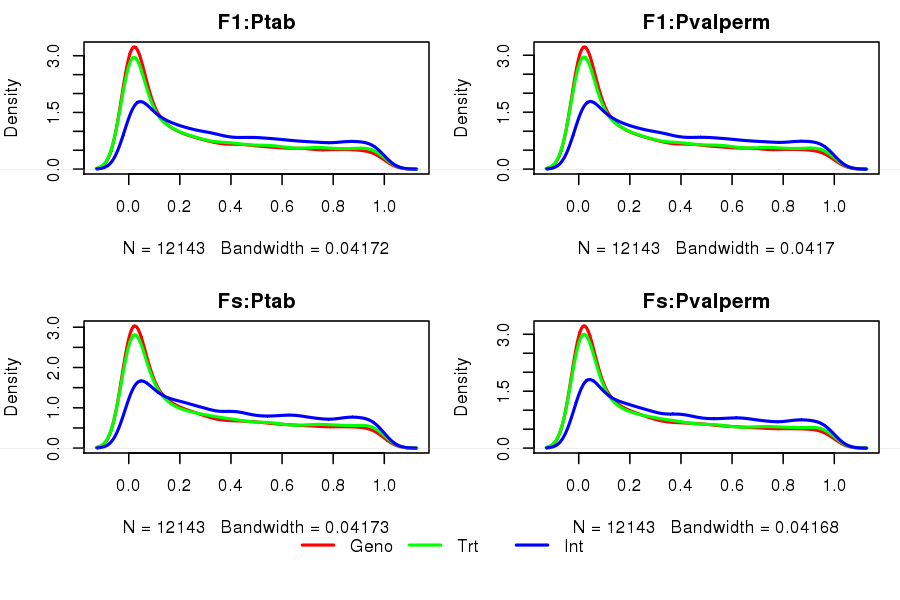 F1:Ptab
Density
0.0 1.5 3.0
0.0 0.2 0.4 0.6 0.8 1.0
N = 12143 Bandwidth = 0.04172
F1:Pvalperm
Density
0.0 1.5 3.0
0.0 0.2 0.4 0.6 0.8 1.0
N = 12143 Bandwidth = 0.0417
Fs:Ptab
Density
0.0 1.0 2.0 3.0
0.0 0.2 0.4 0.6 0.8 1.0
N = 12143 Bandwidth = 0.04173
Fs:Pvalperm
Density
0.0 1.5 3.0
0.0 0.2 0.4 0.6 0.8 1.0
N = 12143 Bandwidth = 0.04168
Geno Trt Int